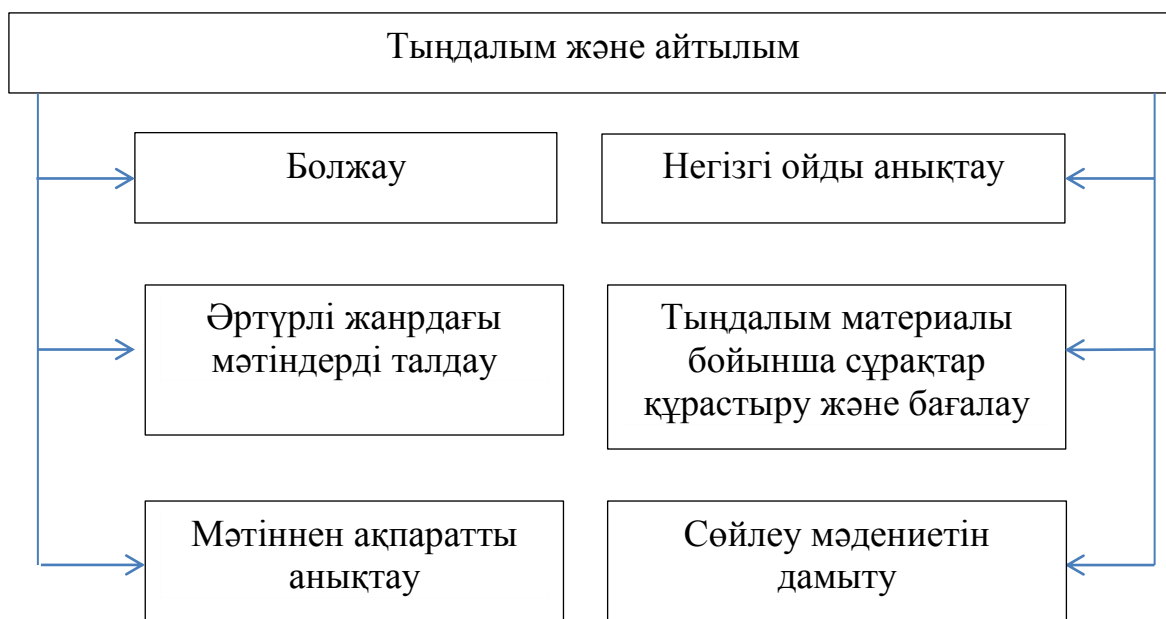 Тыңдалым және айтылым
Болжау
Негізгі ойды анықтау
Әртүрлі жанрдағы
мәтіндерді талдау
Тыңдалым материалы
бойынша сұрақтар
құрастыру және бағалау
Мәтіннен ақпаратты
анықтау
Сөйлеу мәдениетін
дамыту